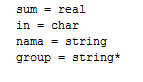 sum = real
in = char
nama = string
group = string*